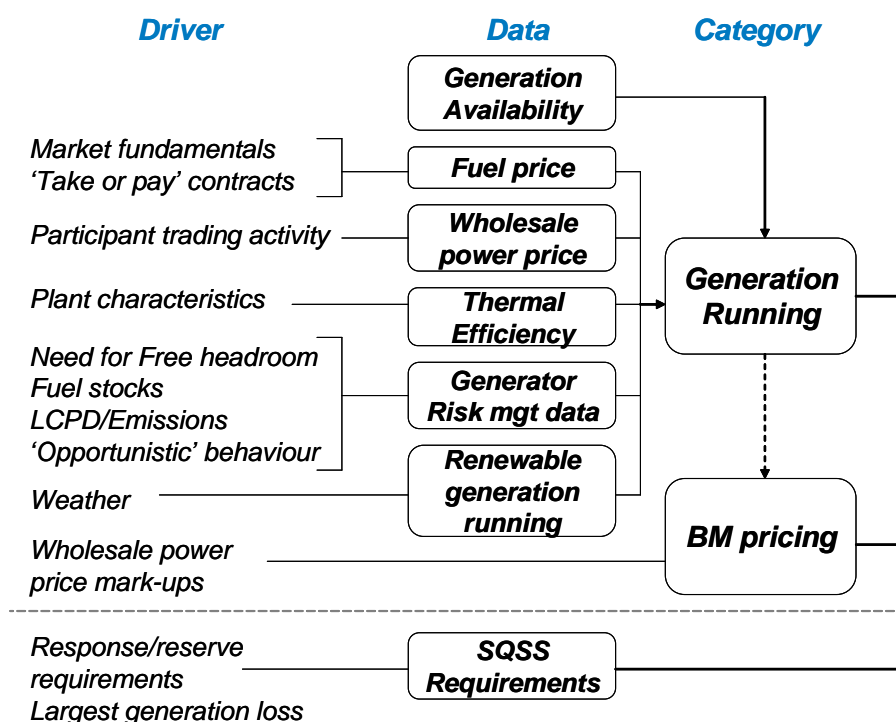 Driver
Data
Category
Generation
Availability
Market fundamentals
‘Take or pay’ contracts
Fuel price
Participant trading activity
Wholesale
power price
Plant characteristics
Thermal
Efficiency
Generation
Running
Need for Free headroom
Fuel stocks
LCPD/Emissions
‘Opportunistic’ behaviour
Generator
Risk mgt data
Weather
Renewable
generation
running
BM pricing
Wholesale power
price mark-ups
Response/reserve
requirements
Largest generation loss
SQSS
Requirements